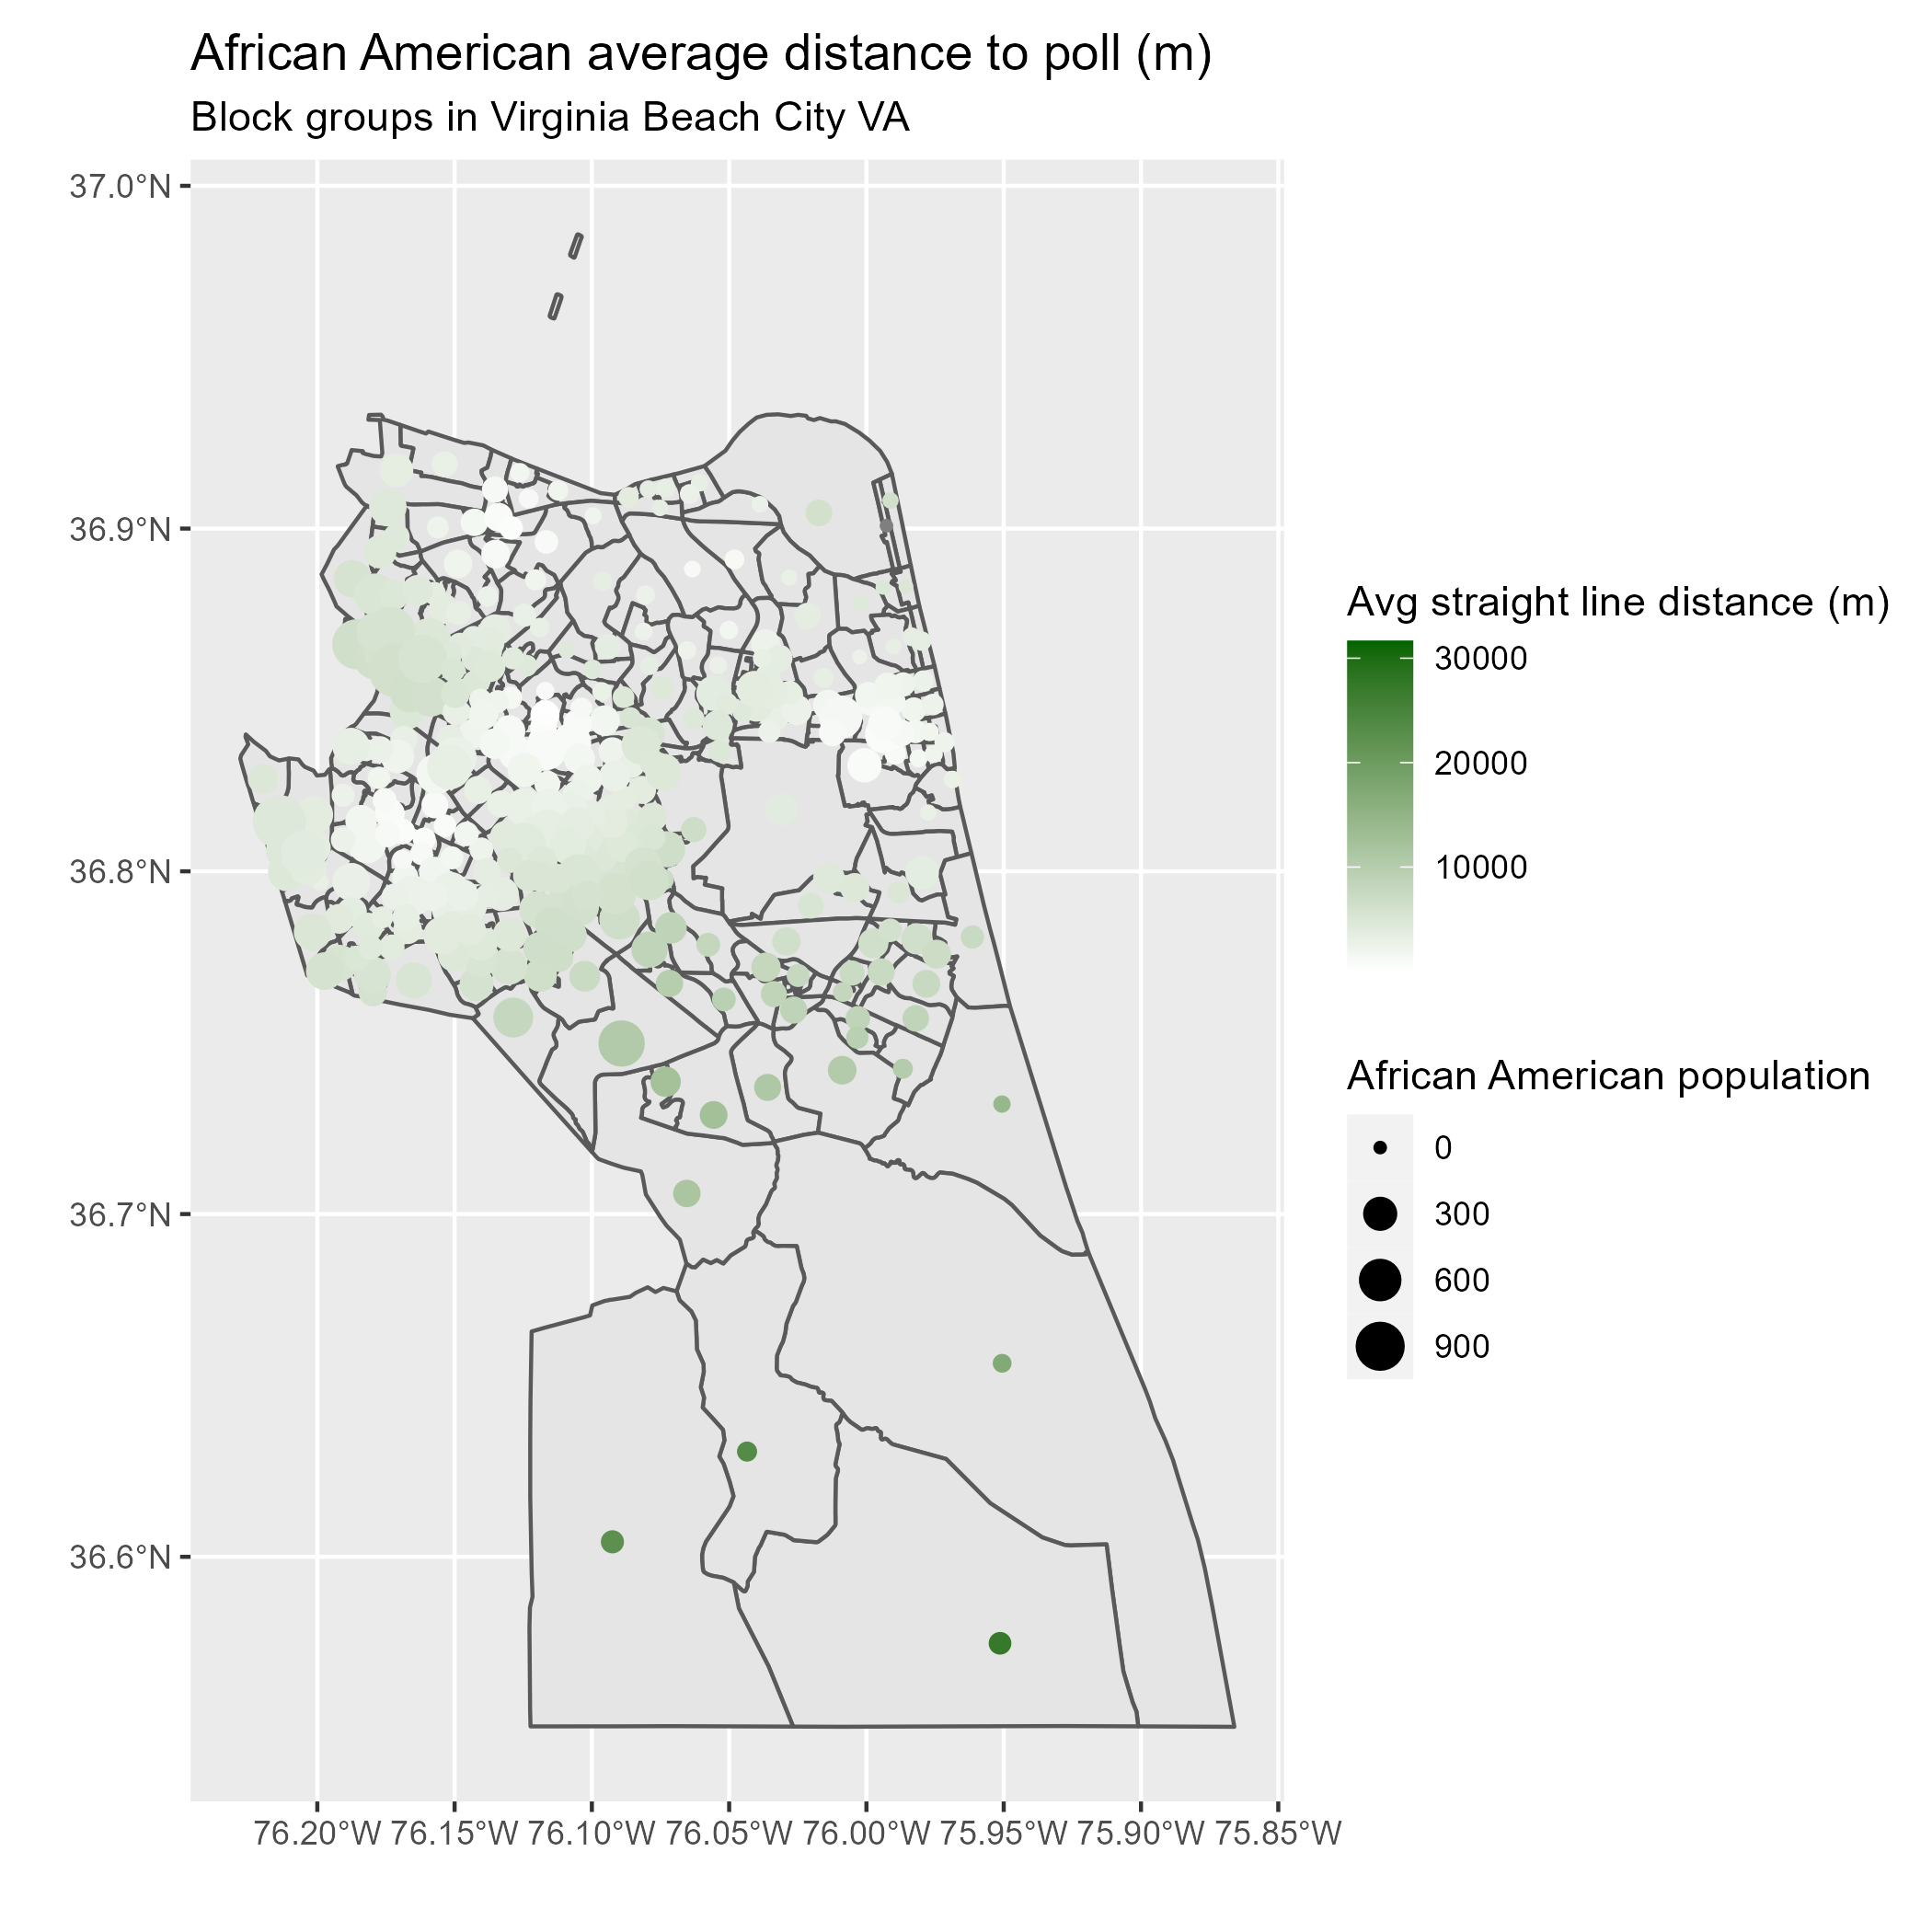 African American average distance to poll (m)
Block groups in Virginia Beach City VA
37.0°N
36.9°N
36.8°N
36.7°N
36.6°N
76.20°W 76.15°W 76.10°W 76.05°W 76.00°W 75.95°W 75.90°W 75.85°W
Avg straight line distance (m)
30000
20000
10000
African American population
0
300
600
900